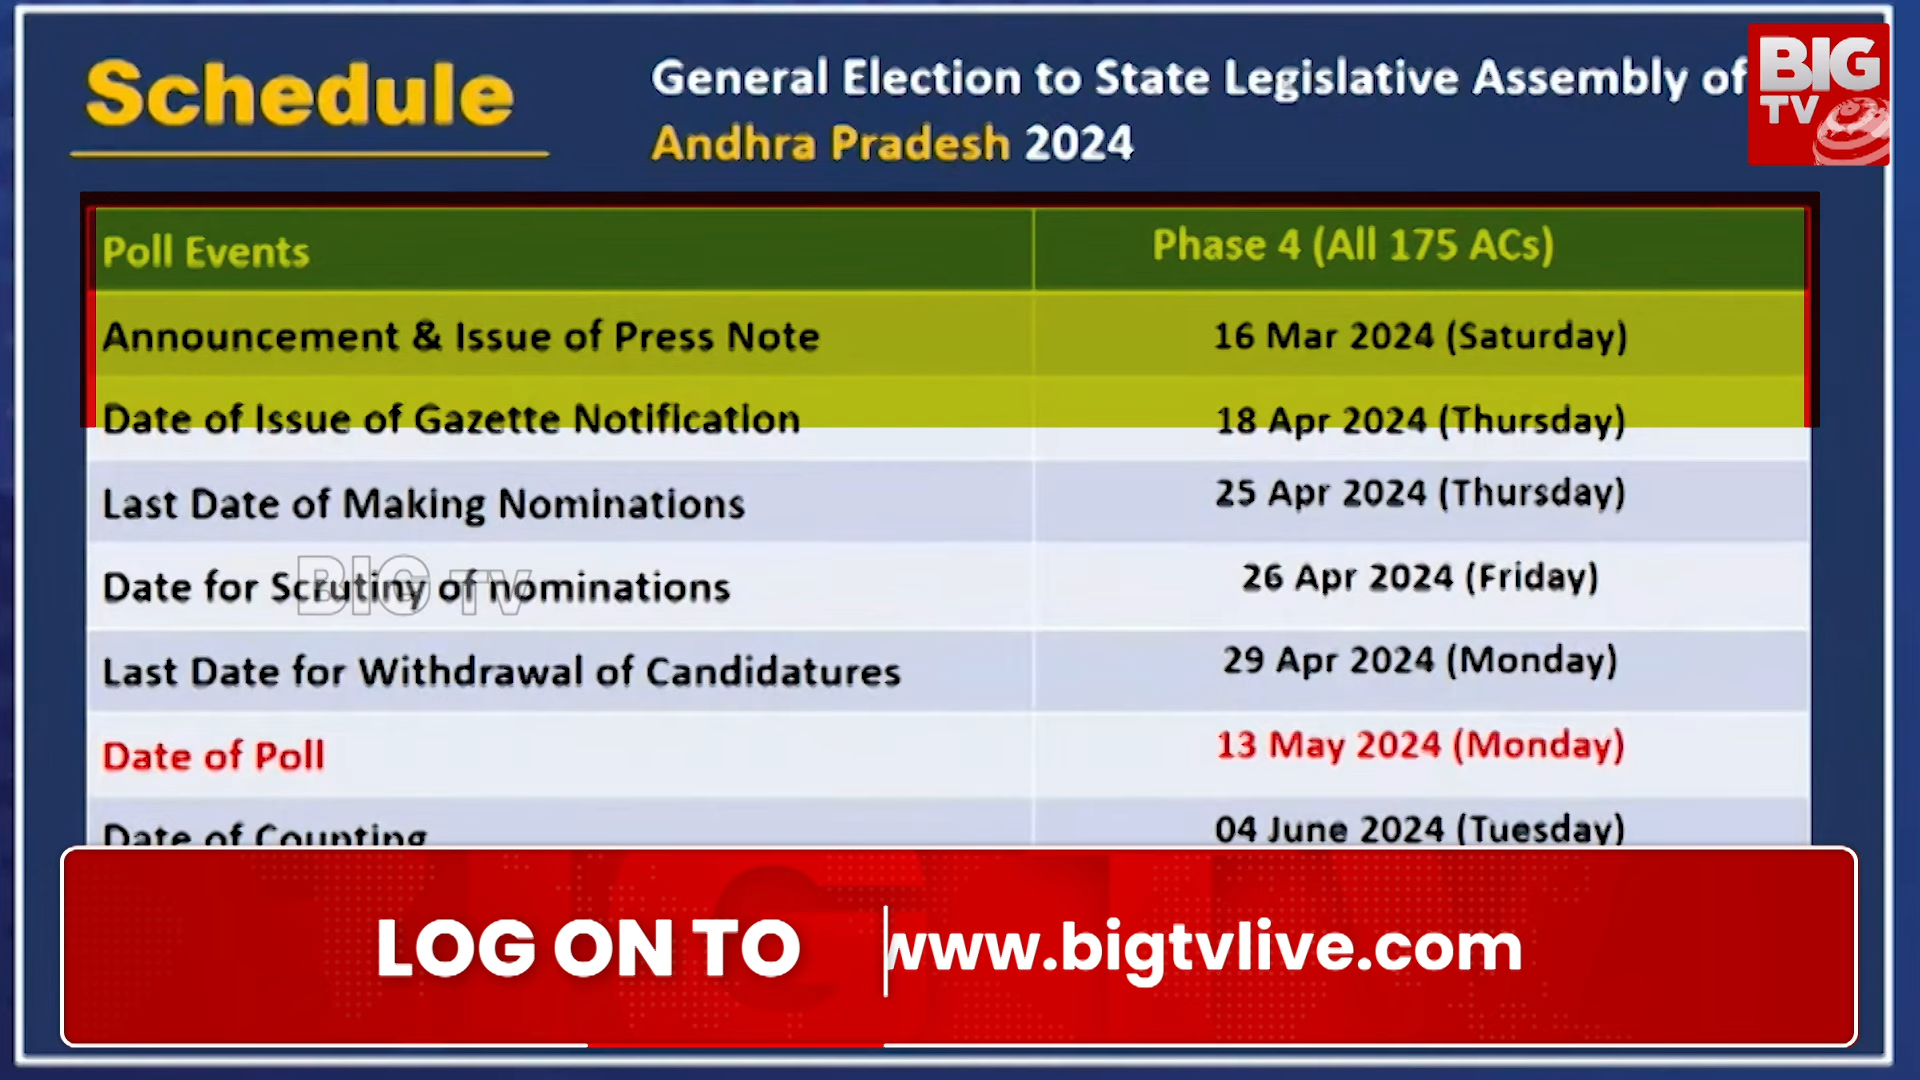 Schedule
General Election to State Legislative Assembly of
Andhra Pradesh 2024
BIG
TV
Poll Events Phase 4 (All 175 ACs)
Announcement & Issue of Press Note 16 Mar 2024 (Saturday)
Date of Issue of Gazette Notification 18 Apr 2024 (Thursday)
Last Date of Making Nominations 25 Apr 2024 (Thursday)
Date for Scrutiny of nominations 26 Apr 2024 (Friday)
BIG TV
Last Date for Withdrawal of Candidatures 29 Apr 2024 (Monday)
Date of Poll 13 May 2024 (Monday)
Date of Counting 04 June 2024 (Tuesday)
LOG ON TO www.bigtvlive.com